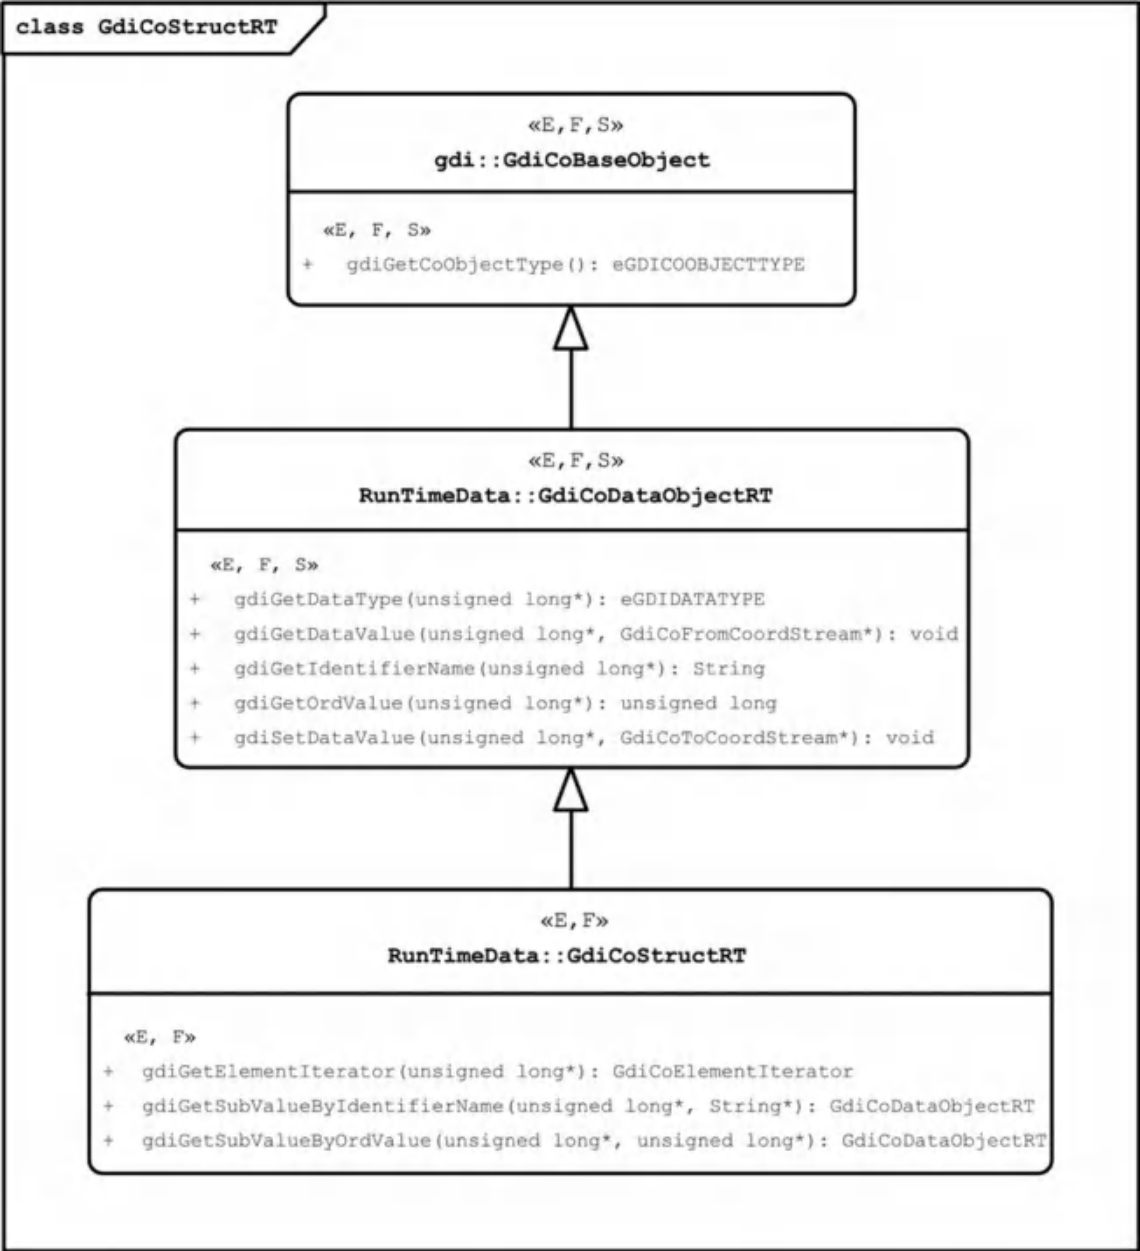 class GdiCoStructRT
«E,F,S»
gdi::GdiCoBaseObject
«E, F, S»
+ gdiGetCoObjectType(): eGDICOOBJECTTYPE
«E,F,S»
RunTimeData::GdiCoDataObjectRT
«E, F, S»
+ gdiGetDataType(unsigned long*): eGDIDATATYPE
+ gdiGetDataValue(unsigned long*, GdiCoFromCoordStream*): void
+ gdiGetIdentifierName(unsigned long*): String
+ gdiGetOrdValue(unsigned long*): unsigned long
+ gdiSetDataValue(unsigned long*, GdiCoToCoordStream*): void
«E,F»
RunTimeData::GdiCoStructRT
«E, F»
+ gdiGetElementIterator(unsigned long*): GdiCoElementIterator
+ gdiGetSubValueByIdentifierName(unsigned long*, String*): GdiCoDataObjectRT
+ gdiGetSubValueByOrdValue(unsigned long*, unsigned long*): GdiCoDataObjectRT